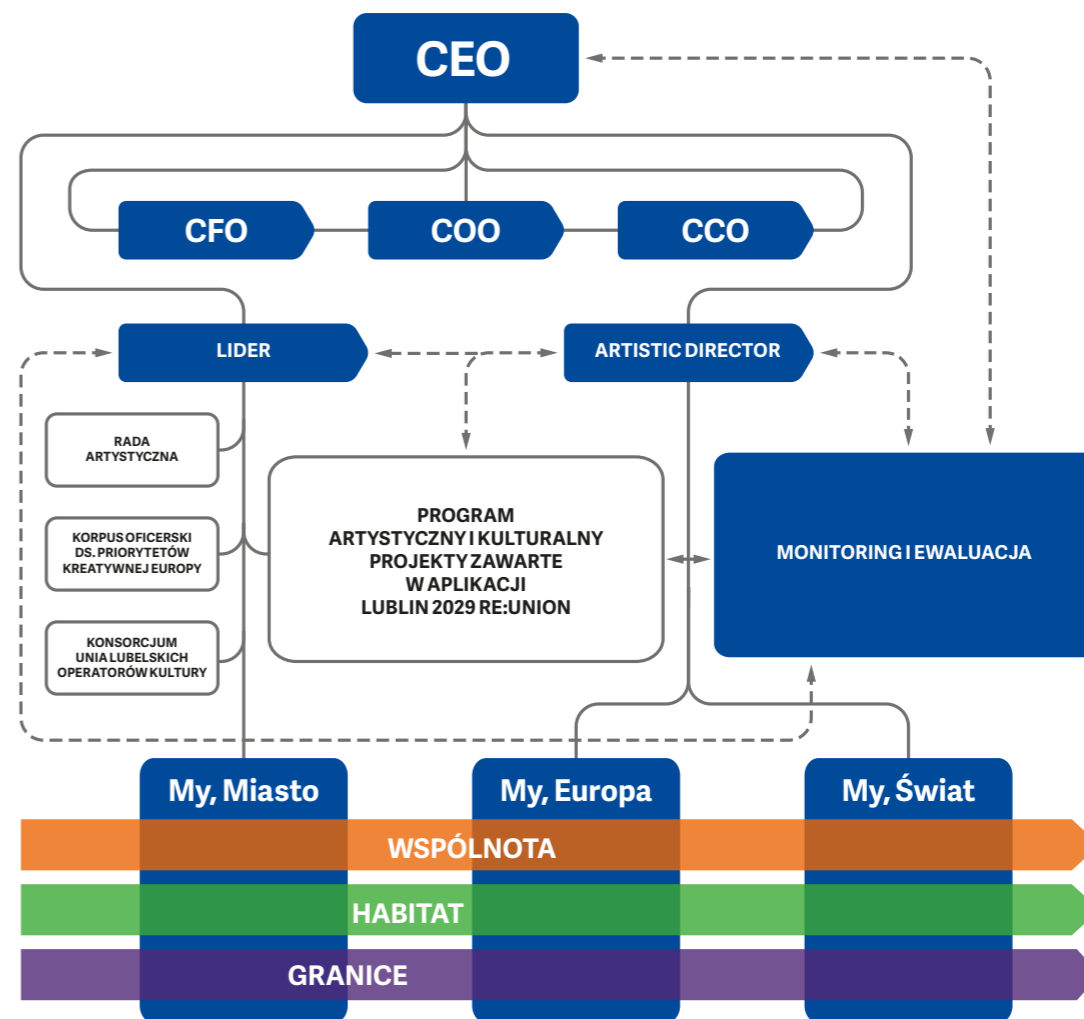 CEO
CFO
COO
CCO
LIDER
ARTISTIC DIRECTOR
RADA
ARTYSTYCZNA
KORPUS OFICERSKI
DS. PRIORYTETÓW
KREATYWNEJ EUROPY
KONSORCJUM
UNIA LUBELSKICH
OPERATORÓW KULTURY
PROGRAM
ARTYSTYCZNY I KULTURALNY
PROJEKTY ZAWARTE
W APLIKACJI
LUBLIN 2029 RE:UNION
MONITORING I EWALUACJA
My, Miasto
My, Europa
My, Świat
WSPÓLNOTA
HABITAT
GRANICE